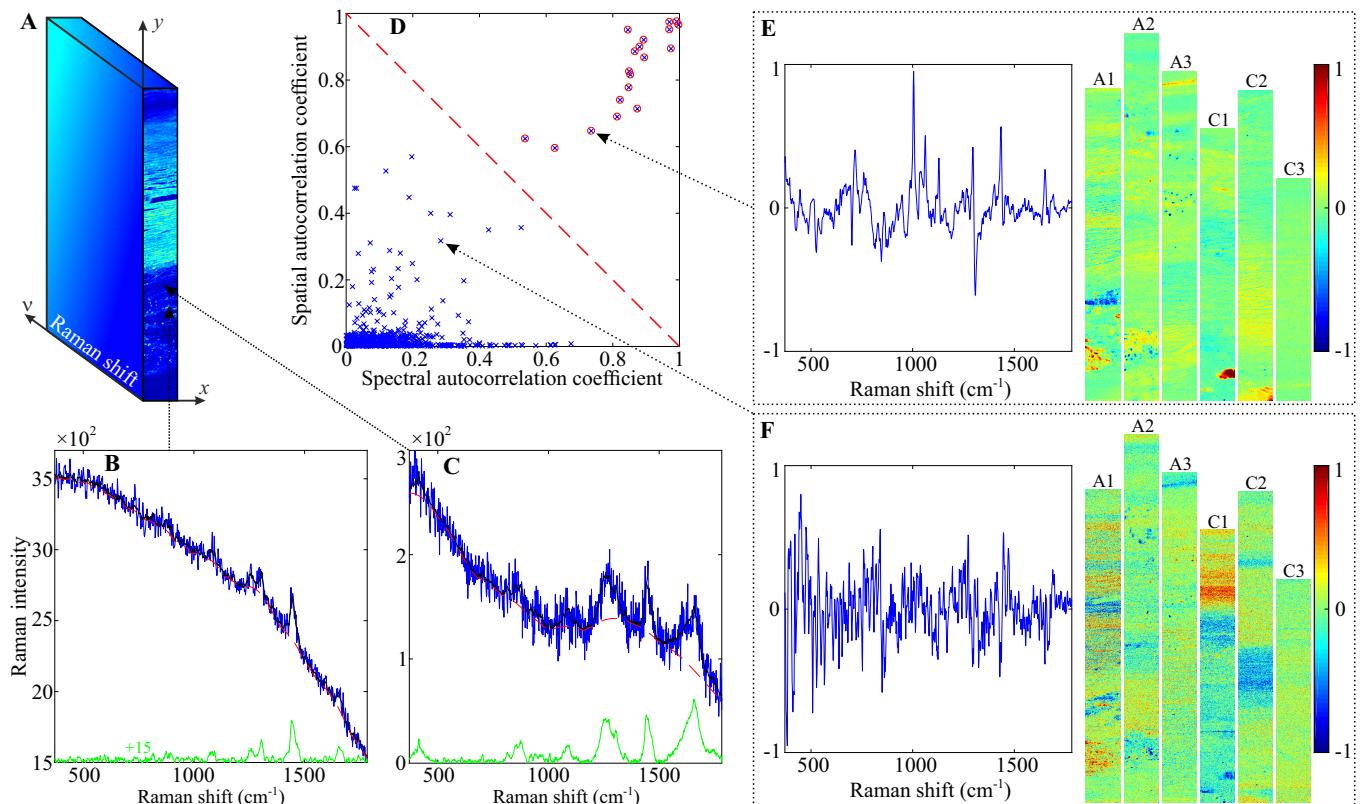 A
y
ν
Raman shift
x
D
1
0.8
0.6
0.4
0.2
0
Spatial autocorrelation coefficient
0 0.2 0.4 0.6 0.8 1
Spectral autocorrelation coefficient
E
1
0
-1
500 1000 1500
Raman shift (cm⁻¹)
A1
A2
A3
C1
C2
C3
1
0
-1
B
×10²
35
30
25
20
15
Raman intensity
+15
500 1000 1500
Raman shift (cm⁻¹)
C
×10²
3
2
1
0
500 1000 1500
Raman shift (cm⁻¹)
F
1
0
-1
500 1000 1500
Raman shift (cm⁻¹)
A1
A2
A3
C1
C2
C3
1
0
-1